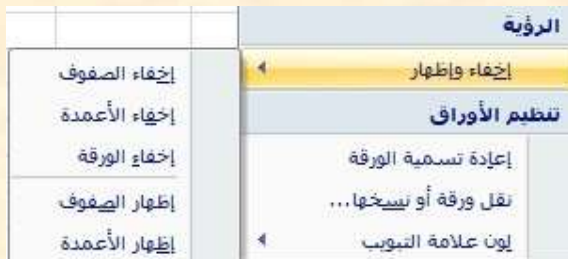 الرؤية
إخفاء وإظهار
تنظيم الأوراق
إعادة تسمية الورقة
نقل ورقة أو نسخها...
لون علامة التبويب
إخفاء الصفوف
إخفاء الأعمدة
إخفاء الورقة
إظهار الصفوف
إظهار الأعمدة